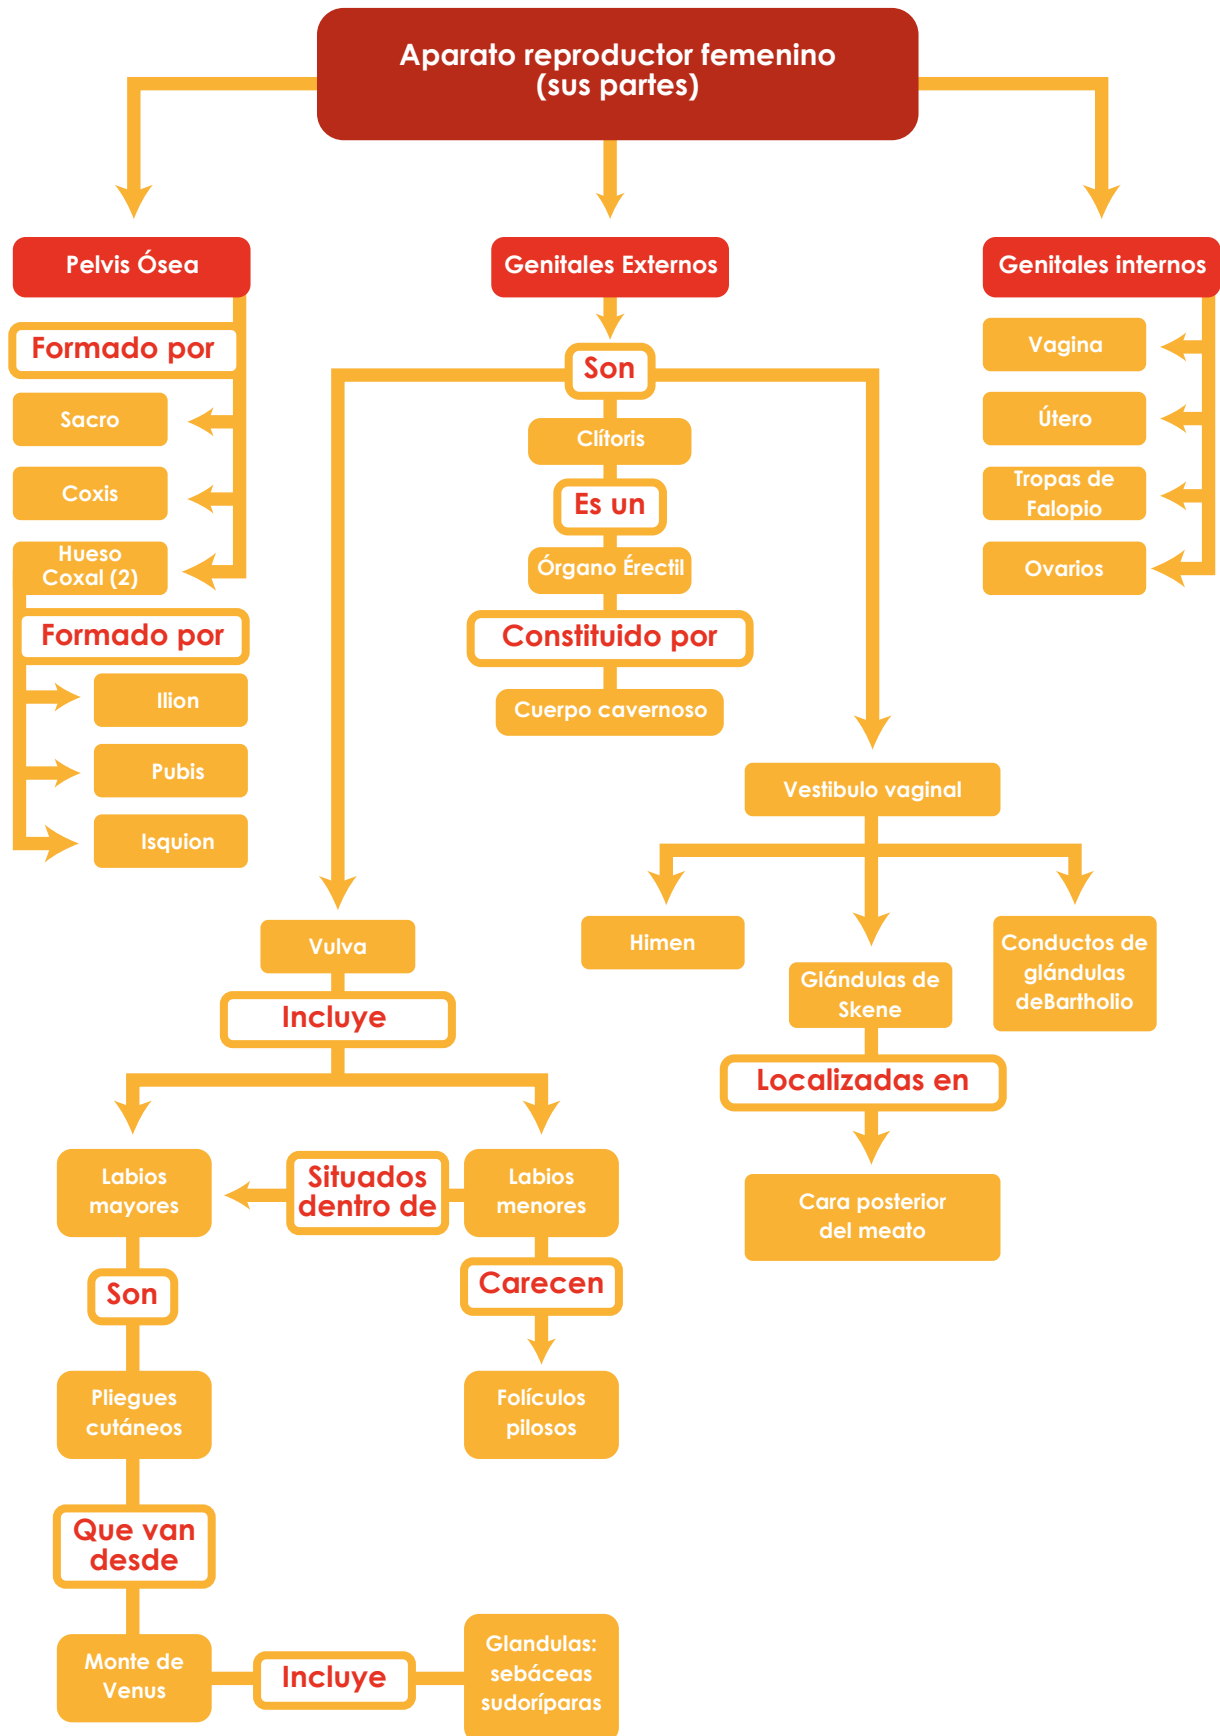 Aparato reproductor femenino
(sus partes)
Pelvis Ósea
Formado por
Sacro
Coxis
Hueso
Coxal (2)
Formado por
Ilion
Pubis
Isquion
Genitales Externos
Son
Clítoris
Es un
Órgano Érectil
Constituido por
Cuerpo cavernoso
Vulva
Incluye
Labios
mayores
Situados
dentro de
Labios
menores
Son
Carecen
Pliegues
cutáneos
Folículos
pilosos
Que van
desde
Monte de
Venus
Incluye
Glandulas:
sebáceas
sudoríparas
Vestibulo vaginal
Himen
Glándulas de
Skene
Conductos de
glándulas
deBartholio
Localizadas en
Cara posterior
del meato
Genitales internos
Vagina
Útero
Tropas de
Falopio
Ovarios